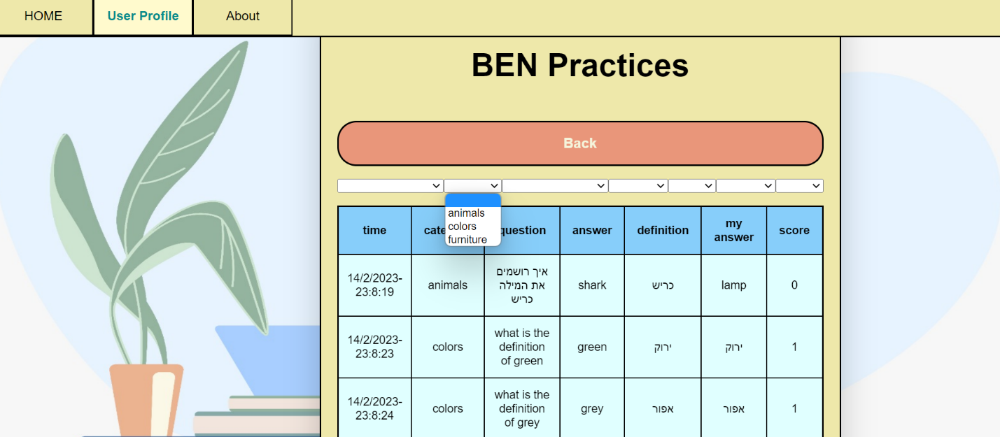 HOME
User Profile
About
BEN Practices
Back
animals
colors
furniture
time
cate
question
answer
definition
my
answer
score
14/2/2023-
23:8:19
animals
איך רושמים
את המילה
כריש
shark
כריש
lamp
0
14/2/2023-
23:8:23
colors
what is the
definition
of green
green
ירוק
ירוק
1
14/2/2023-
23:8:24
colors
what is the
definition
of grey
grey
אפור
אפור
1